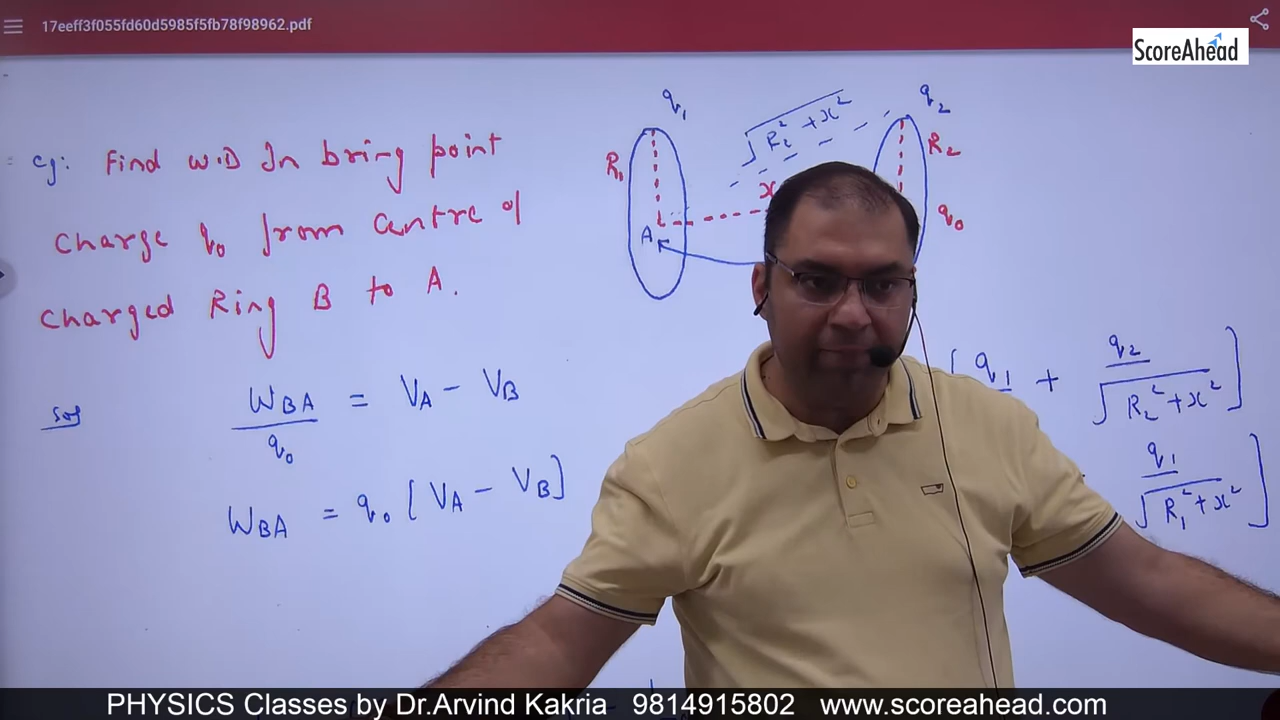 17eeff3f055fd60d5985f5fb78f98962.pdf
ScoreAhead
eg: Find W.D In bring point
charge q₀ from Centre of
charged Ring B to A.
Sol
W_BA / q₀ = V_A - V_B
W_BA = q₀ [V_A - V_B]
q₁
q₂
√R₂² + x²
R₁
R₂
x
q₀
A
[q₁ + q₂ / √R₂² + x²]
q₁ / √R₁² + x²]
PHYSICS Classes by Dr.Arvind Kakria 9814915802 www.scoreahead.com